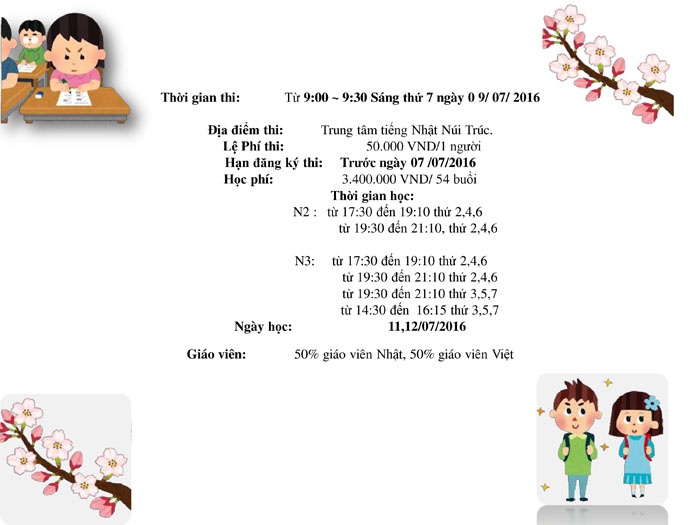 Thời gian thi: Từ 9:00 ~ 9:30 Sáng thứ 7 ngày 0 9/ 07/ 2016
Địa điểm thi: Trung tâm tiếng Nhật Núi Trúc.
Lệ Phí thi: 50.000 VND/1 người
Hạn đăng ký thi: Trước ngày 07 /07/2016
Học phí: 3.400.000 VND/ 54 buổi
Thời gian học:
N2 : từ 17:30 đến 19:10 thứ 2,4,6
từ 19:30 đến 21:10, thứ 2,4,6
N3: từ 17:30 đến 19:10 thứ 2,4,6
từ 19:30 đến 21:10 thứ 2,4,6
từ 19:30 đến 21:10 thứ 3,5,7
từ 14:30 đến 16:15 thứ 3,5,7
Ngày học: 11,12/07/2016
Giáo viên: 50% giáo viên Nhật, 50% giáo viên Việt